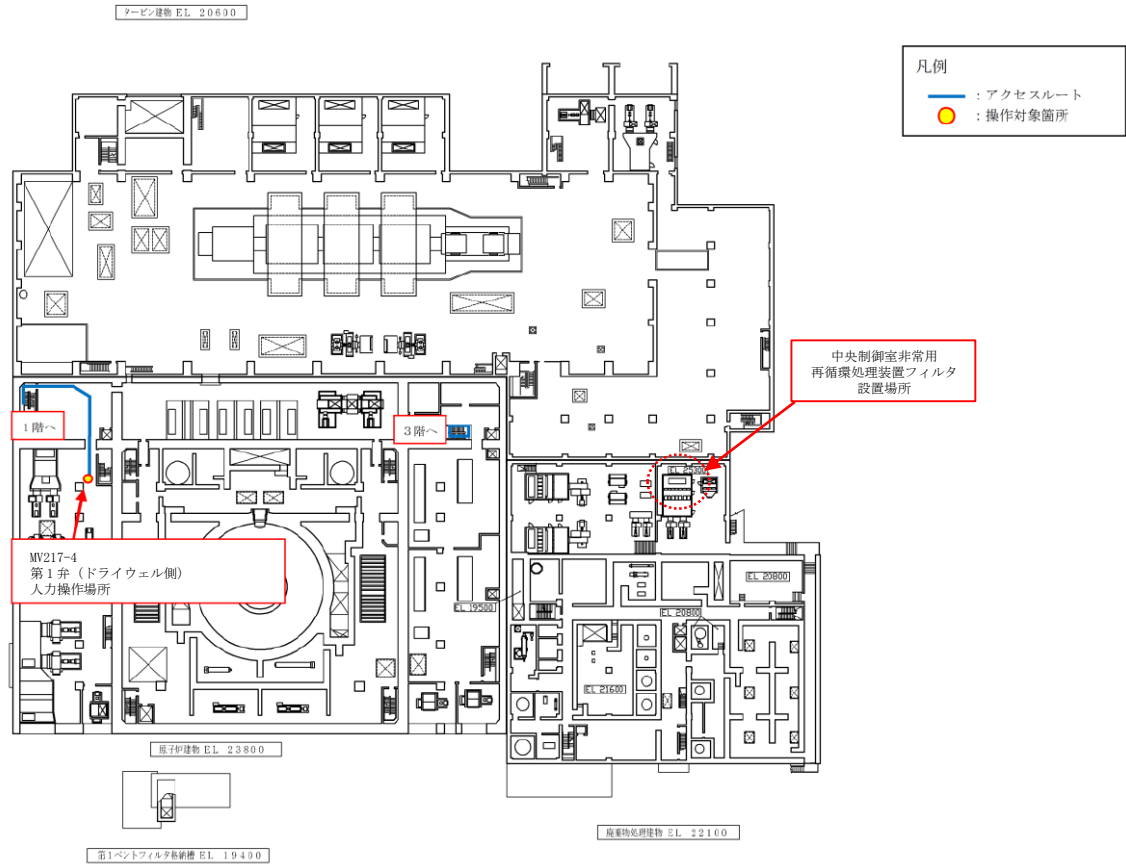 タービン建物 EL 20600
凡例
：アクセスルート
：操作対象箇所
中央制御室非常用
再循環処理装置フィルタ
設置場所
1階へ
3階へ
EL 25300
MV217-4
第1弁（ドライウェル側）
人力操作場所
EL 19500
EL 20800
EL 20800
EL 21600
原子炉建物 EL 23800
廃棄物処理建物 EL 22100
第1ベントフィルタ格納槽 EL 19400